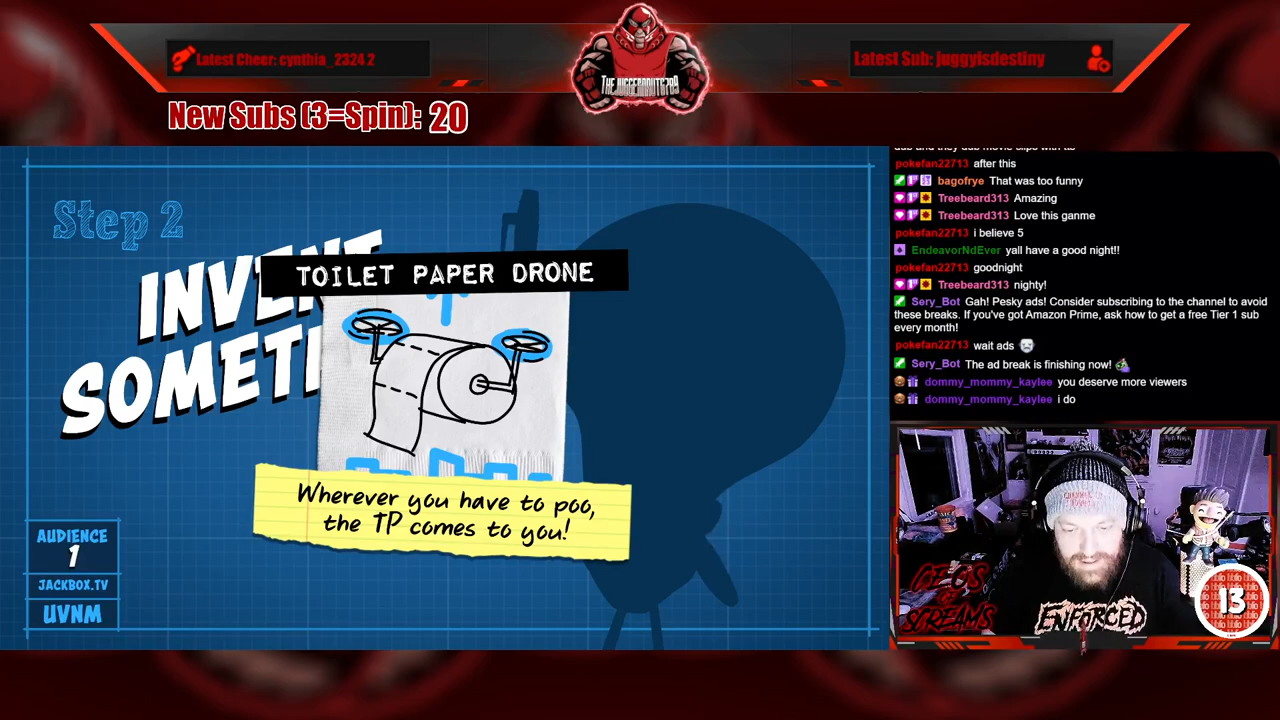 Latest Cheer: cynthia_2324 2
THEJUGGERNAUT6789
Latest Sub: juggyisdestiny
New Subs (3=Spin): 20
Step 2
INVENT
SOMETI
TOILET PAPER DRONE
Wherever you have to poo,
the TP comes to you!
AUDIENCE
1
JACKBOX.TV
UVNM
pokefan22713 after this
bagofrye That was too funny
Treebeard313 Amazing
Treebeard313 Love this ganme
pokefan22713 i believe 5
EndeavorNdEver yall have a good night!!
pokefan22713 goodnight
Treebeard313 nighty!
Sery_Bot Gah! Pesky ads! Consider subscribing to the channel to avoid
these breaks. If you've got Amazon Prime, ask how to get a free Tier 1 sub
every month!
pokefan22713 wait ads
Sery_Bot The ad break is finishing now!
dommy_mommy_kaylee you deserve more viewers
dommy_mommy_kaylee i do
SCREAMS
ENFORCED
13